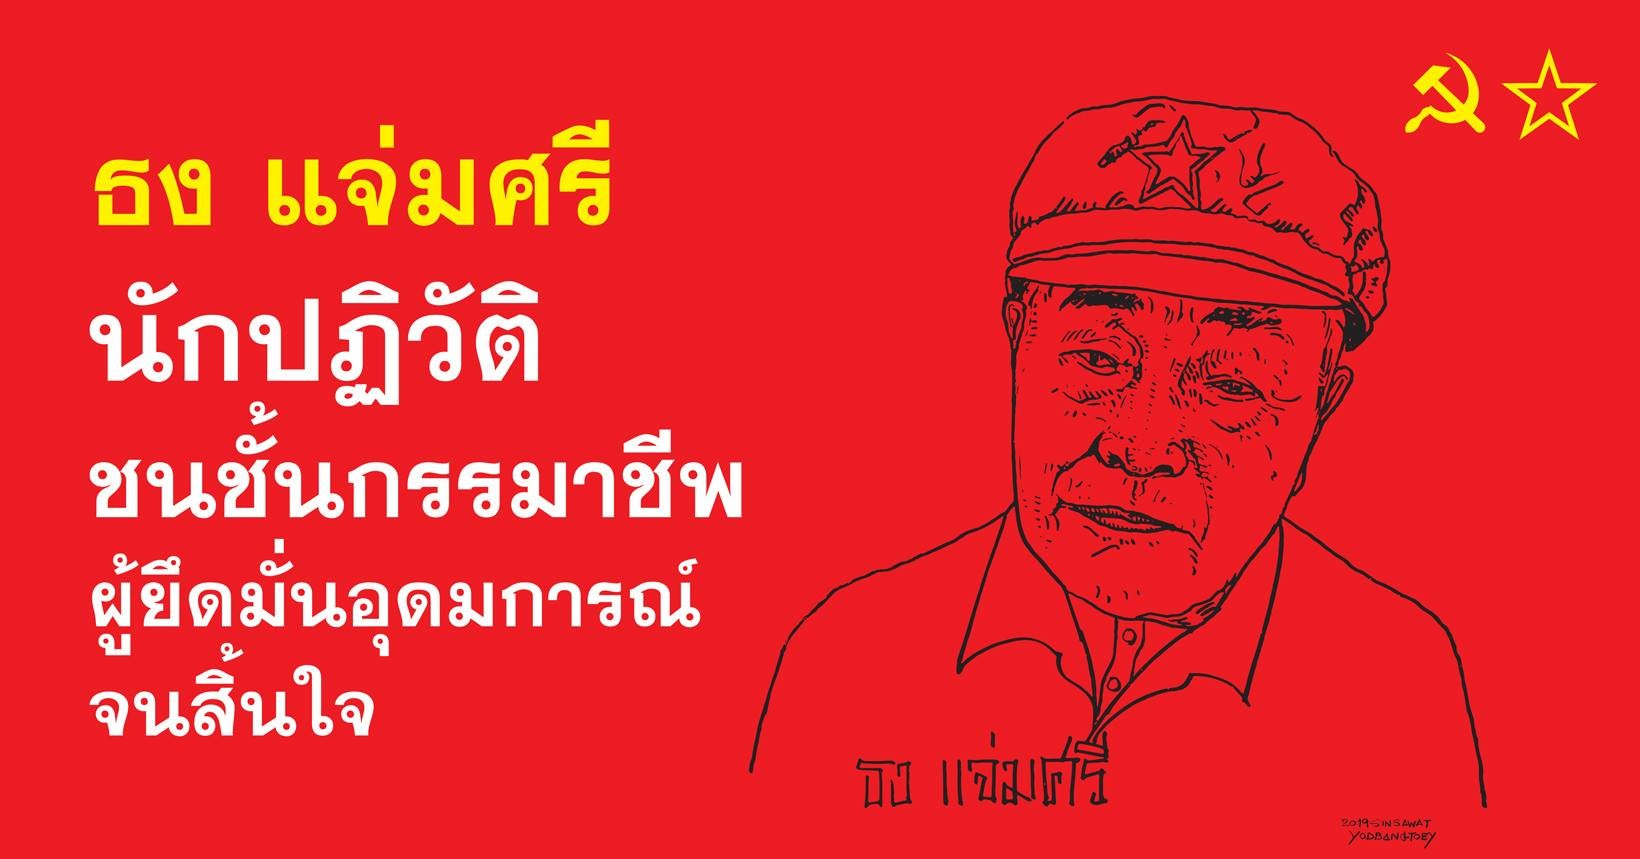 ธง แจ่มศรี
นักปฏิวัติ
ชนชั้นกรรมาชีพ
ผู้ยึดมั่นอุดมการณ์
จนสิ้นใจ
ธง แจ่มศรี
2019 SINSAWAT
YODBANGTOEY